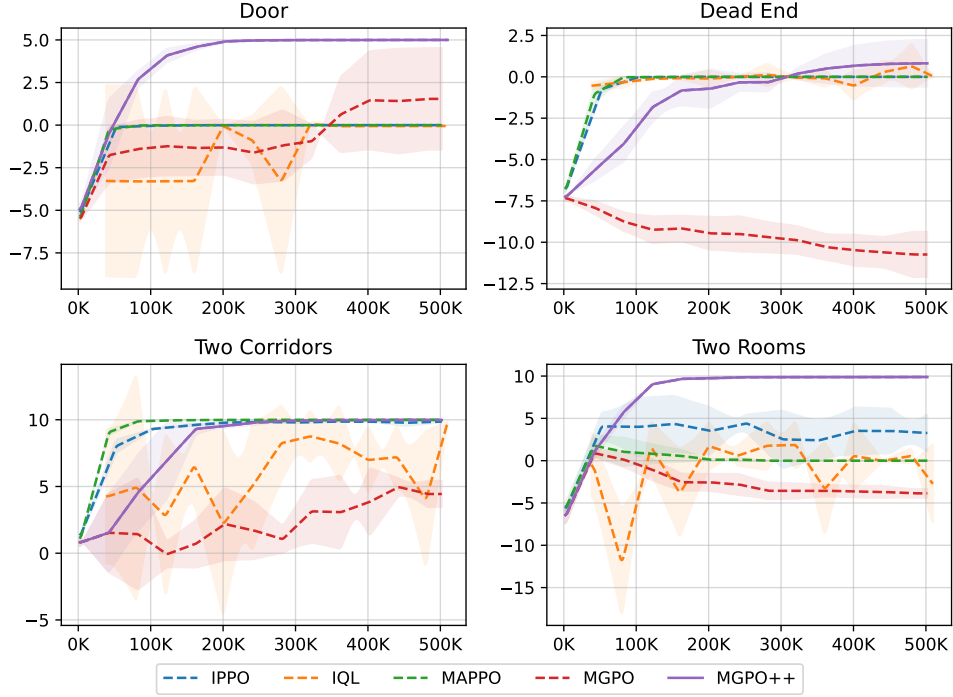 Door
5.0
2.5
0.0
−2.5
−5.0
−7.5
0K 100K 200K 300K 400K 500K
Dead End
2.5
0.0
−2.5
−5.0
−7.5
−10.0
−12.5
0K 100K 200K 300K 400K 500K
Two Corridors
10
5
0
−5
0K 100K 200K 300K 400K 500K
Two Rooms
10
5
0
−5
−10
−15
0K 100K 200K 300K 400K 500K
IPPO IQL MAPPO MGPO MGPO++